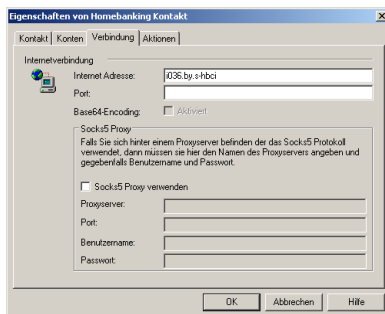 Eigenschaften von Homebanking Kontakt
Kontakt Konten Verbindung Aktionen
Internetverbindung
Internet Adresse: i036.by.s-hbci
Port:
Base64-Encoding: Aktiviert
Socks5 Proxy
Falls Sie sich hinter einem Proxyserver befinden der das Socks5 Protokoll
verwendet, dann müssen sie hier den Namen des Proxyservers angeben und
gegebenfalls Benutzername und Passwort.
Socks5 Proxy verwenden
Proxyserver:
Port:
Benutzername:
Passwort:
OK Abbrechen Hilfe